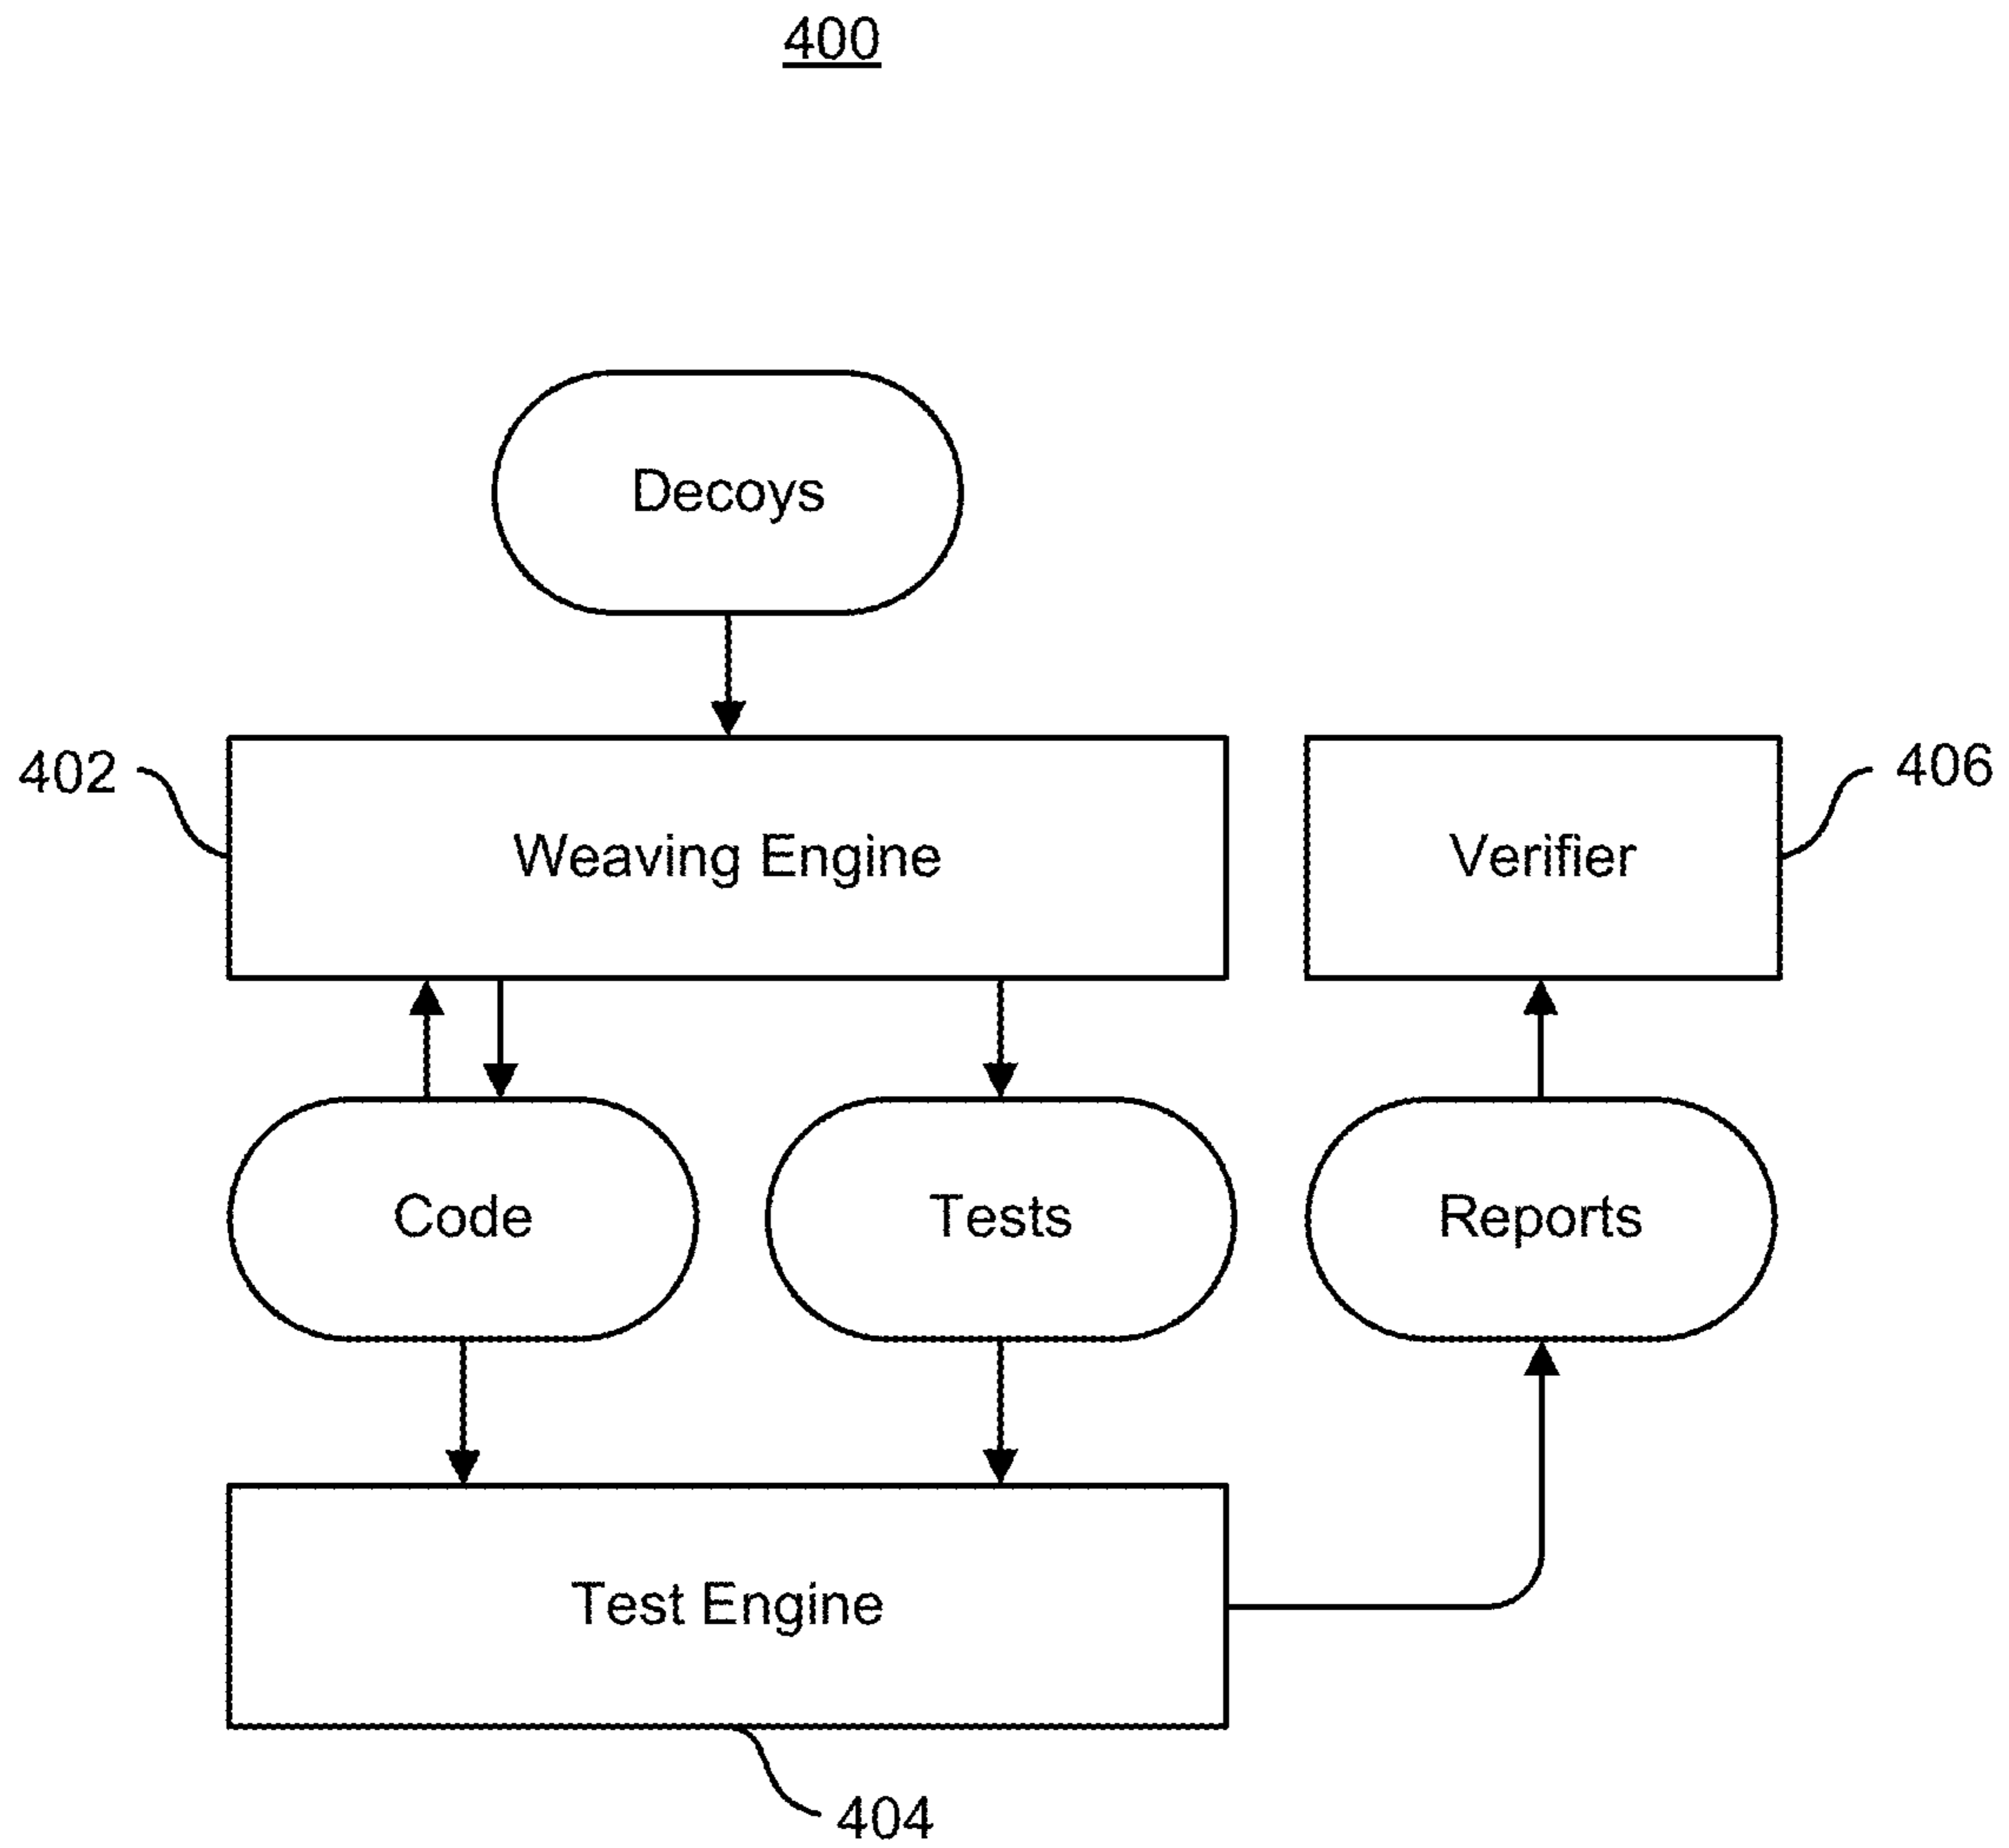 400
Decoys
402
Weaving Engine
Verifier
406
Code
Tests
Reports
Test Engine
404